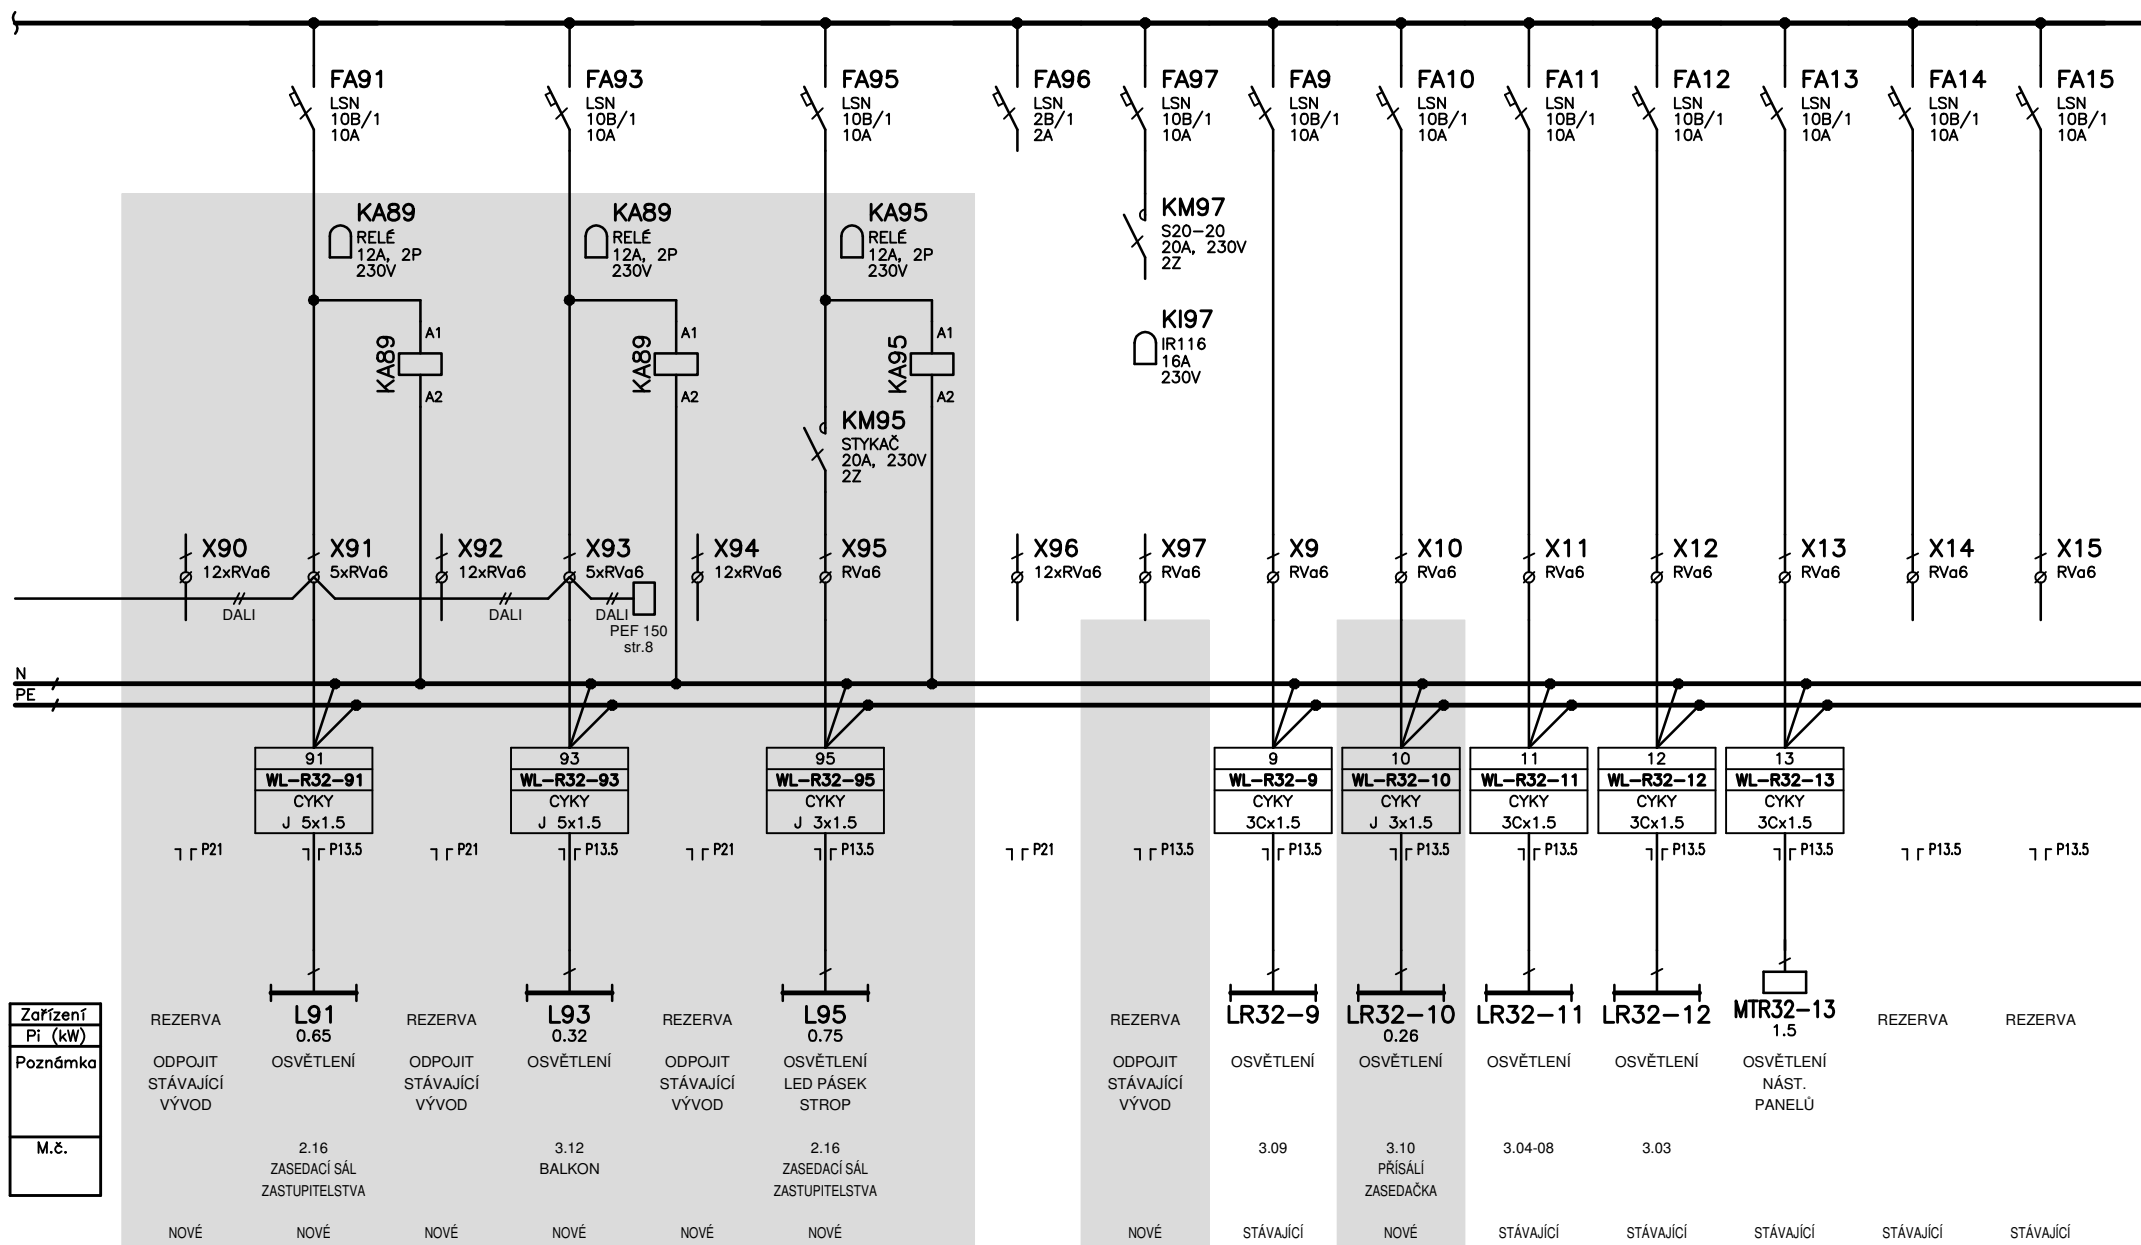 FA91
LSN
10B/1
10A
FA93
LSN
10B/1
10A
FA95
LSN
10B/1
10A
FA96
LSN
2B/1
2A
FA97
LSN
10B/1
10A
FA9
LSN
10B/1
10A
FA10
LSN
10B/1
10A
FA11
LSN
10B/1
10A
FA12
LSN
10B/1
10A
FA13
LSN
10B/1
10A
FA14
LSN
10B/1
10A
FA15
LSN
10B/1
10A
KA89
RELÉ
12A, 2P
230V
KA89
RELÉ
12A, 2P
230V
KA95
RELÉ
12A, 2P
230V
KM97
S20-20
20A, 230V
2Z
KI97
IR116
16A
230V
A1
KA89
A2
A1
KA89
A2
A1
KA95
A2
KM95
STYKAČ
20A, 230V
2Z
X90
12xRVa6
X91
5xRVa6
X92
12xRVa6
X93
5xRVa6
X94
12xRVa6
X95
RVa6
X96
12xRVa6
X97
RVa6
X9
RVa6
X10
RVa6
X11
RVa6
X12
RVa6
X13
RVa6
X14
RVa6
X15
RVa6
DALI
DALI
DALI
PEF 150
str.8
N
PE
91
WL-R32-91
CYKY
J 5x1.5
93
WL-R32-93
CYKY
J 5x1.5
95
WL-R32-95
CYKY
J 3x1.5
9
WL-R32-9
CYKY
3Cx1.5
10
WL-R32-10
CYKY
J 3x1.5
11
WL-R32-11
CYKY
3Cx1.5
12
WL-R32-12
CYKY
3Cx1.5
13
WL-R32-13
CYKY
3Cx1.5
P21 P13.5 P21 P13.5 P21 P13.5 P21 P13.5 P13.5 P13.5 P13.5 P13.5 P13.5 P13.5 P13.5
Zařízení
Pi (kW)
Poznámka
M.č.
REZERVA
ODPOJIT
STÁVAJÍCÍ
VÝVOD
NOVÉ
L91
0.65
OSVĚTLENÍ
2.16
ZASEDACÍ SÁL
ZASTUPITELSTVA
NOVÉ
REZERVA
ODPOJIT
STÁVAJÍCÍ
VÝVOD
NOVÉ
L93
0.32
OSVĚTLENÍ
3.12
BALKON
NOVÉ
REZERVA
ODPOJIT
STÁVAJÍCÍ
VÝVOD
NOVÉ
L95
0.75
OSVĚTLENÍ
LED PÁSEK
STROP
2.16
ZASEDACÍ SÁL
ZASTUPITELSTVA
NOVÉ
REZERVA
ODPOJIT
STÁVAJÍCÍ
VÝVOD
NOVÉ
LR32-9
OSVĚTLENÍ
3.09
STÁVAJÍCÍ
LR32-10
0.26
OSVĚTLENÍ
3.10
PŘÍSÁLÍ
ZASEDAČKA
NOVÉ
LR32-11
OSVĚTLENÍ
3.04-08
STÁVAJÍCÍ
LR32-12
OSVĚTLENÍ
3.03
STÁVAJÍCÍ
MTR32-13
1.5
OSVĚTLENÍ
NÁST.
PANELŮ
STÁVAJÍCÍ
REZERVA
STÁVAJÍCÍ
REZERVA
STÁVAJÍCÍ